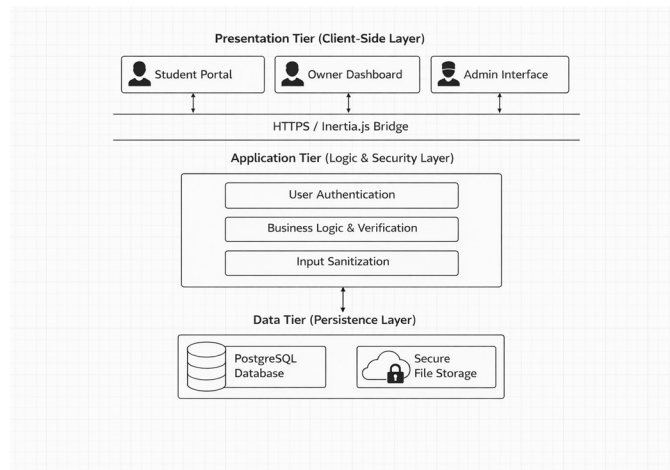 Presentation Tier (Client-Side Layer)
Student Portal
Owner Dashboard
Admin Interface
HTTPS / Inertia.js Bridge
Application Tier (Logic & Security Layer)
User Authentication
Business Logic & Verification
Input Sanitization
Data Tier (Persistence Layer)
PostgreSQL
Database
Secure
File Storage